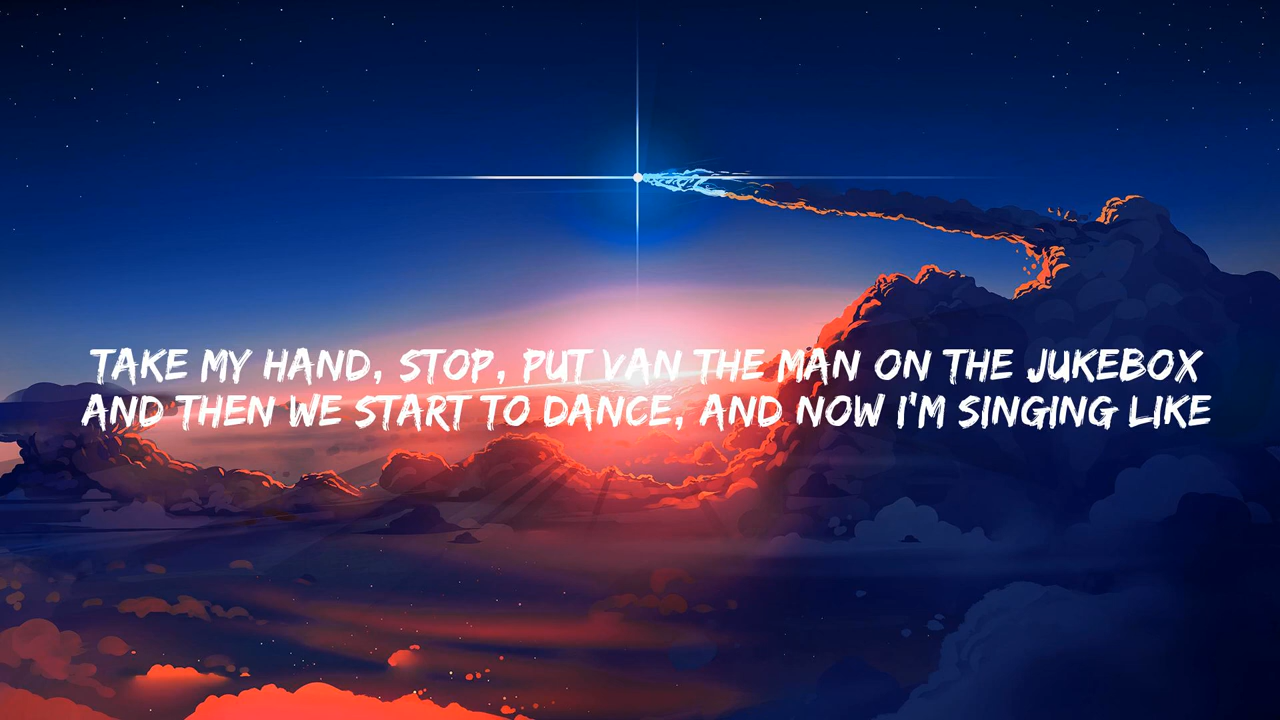 TAKE MY HAND, STOP, PUT VAN THE MAN ON THE JUKEBOX
AND THEN WE START TO DANCE, AND NOW I'M SINGING LIKE